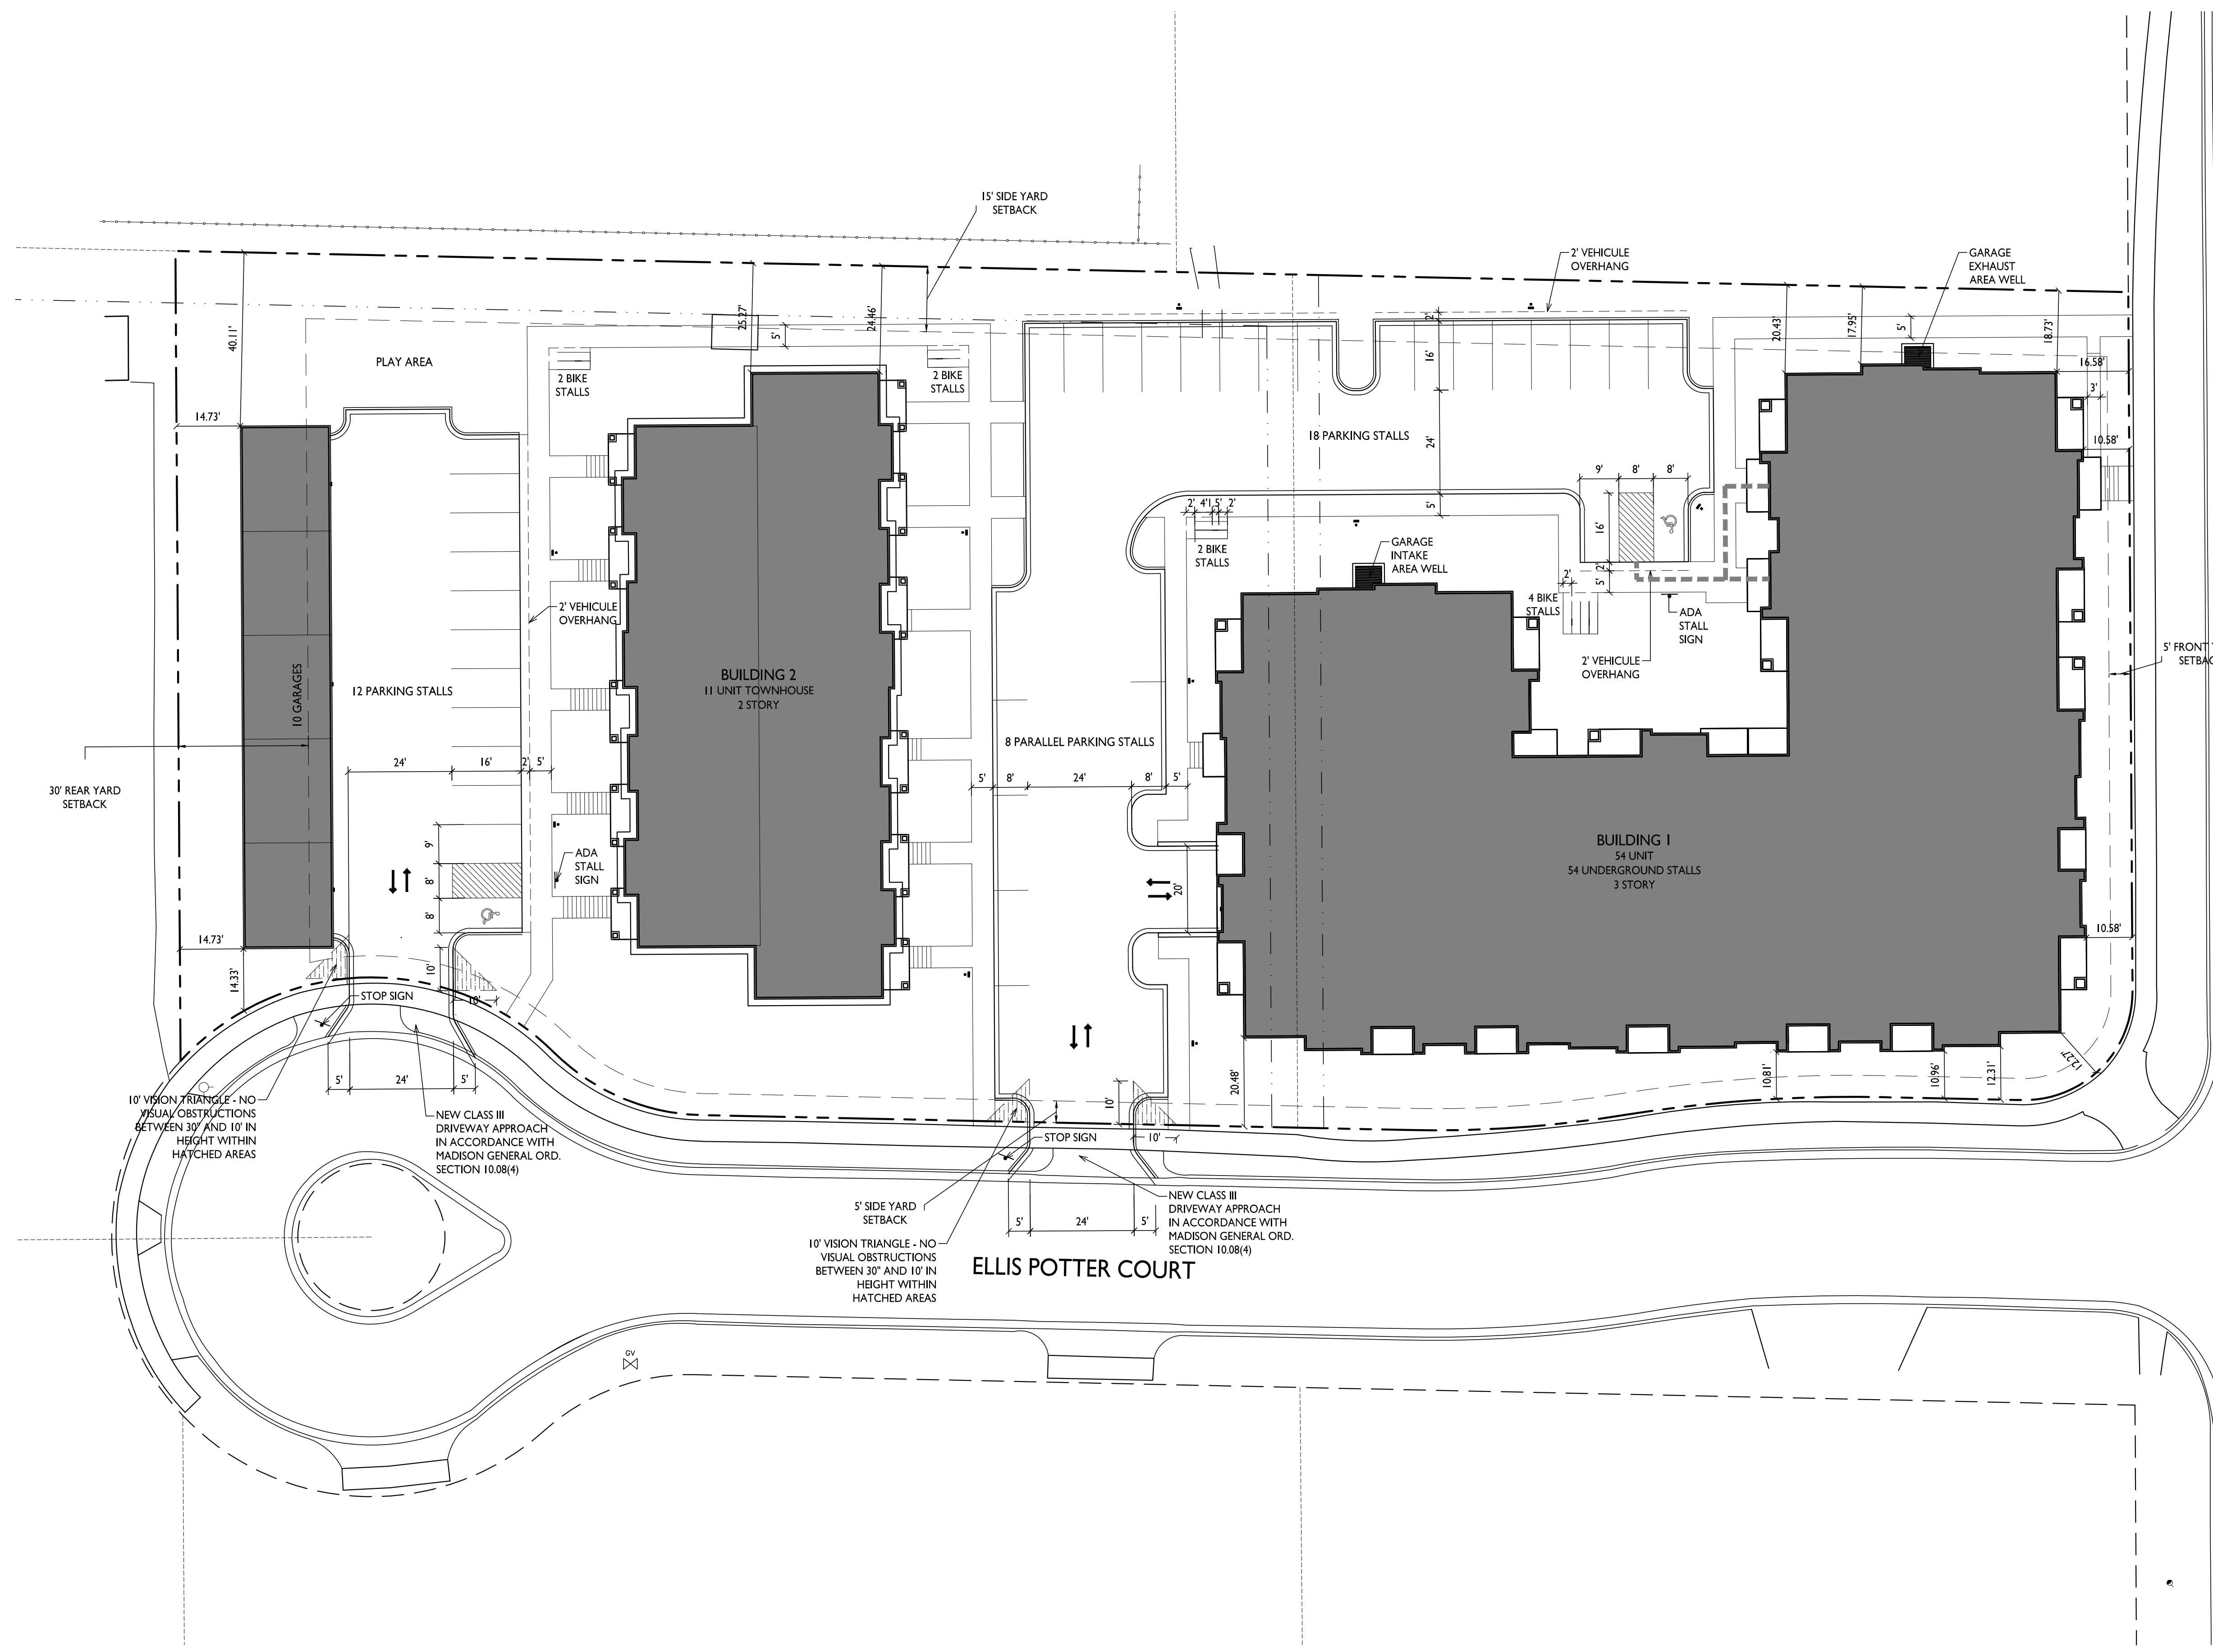 15' SIDE YARD
SETBACK
2' VEHICULE
OVERHANG
GARAGE
EXHAUST
AREA WELL
40.11'
25.27'
24.46'
5'
2'
16'
20.43'
17.95'
5'
18.73'
16.58'
3'
PLAY AREA
2 BIKE
STALLS
2 BIKE
STALLS
14.73'
18 PARKING STALLS
24'
10.58'
9'
8'
8'
2'
4'
1.5'
2'
5'
16'
2 BIKE
STALLS
GARAGE
INTAKE
AREA WELL
2'
2'
5'
4 BIKE
STALLS
ADA
STALL
SIGN
2' VEHICULE
OVERHANG
2' VEHICULE
OVERHANG
5' FRONT
10 GARAGES
12 PARKING STALLS
BUILDING 2
11 UNIT TOWNHOUSE
2 STORY
8 PARALLEL PARKING STALLS
24'
16'
2'
5'
5'
8'
24'
8'
5'
30' REAR YARD
SETBACK
9'
8'
8'
ADA
STALL
SIGN
20'
BUILDING 1
54 UNIT
54 UNDERGROUND STALLS
3 STORY
14.73'
14.33'
10'
10'
10.58'
STOP SIGN
5'
24'
5'
20.48'
10'
10.81'
10.96'
12.31'
12.27'
10' VISION TRIANGLE - NO
VISUAL OBSTRUCTIONS
BETWEEN 30" AND 10' IN
HEIGHT WITHIN
HATCHED AREAS
NEW CLASS III
DRIVEWAY APPROACH
IN ACCORDANCE WITH
MADISON GENERAL ORD.
SECTION 10.08(4)
STOP SIGN
10'
5' SIDE YARD
SETBACK
5'
24'
5'
NEW CLASS III
DRIVEWAY APPROACH
IN ACCORDANCE WITH
MADISON GENERAL ORD.
SECTION 10.08(4)
10' VISION TRIANGLE - NO
VISUAL OBSTRUCTIONS
BETWEEN 30" AND 10' IN
HEIGHT WITHIN
HATCHED AREAS
ELLIS POTTER COURT
GV